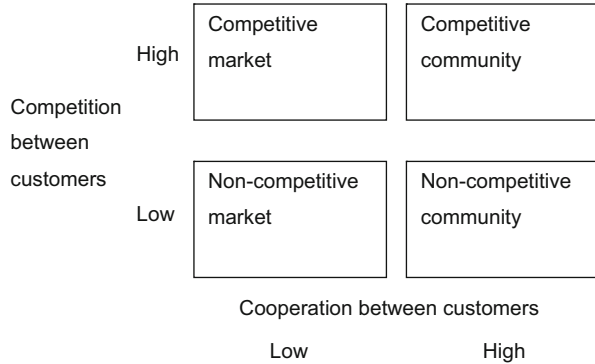 Competitive
market
Competitive
community
High
Competition
between
customers
Non-competitive
market
Non-competitive
community
Low
Cooperation between customers
Low
High